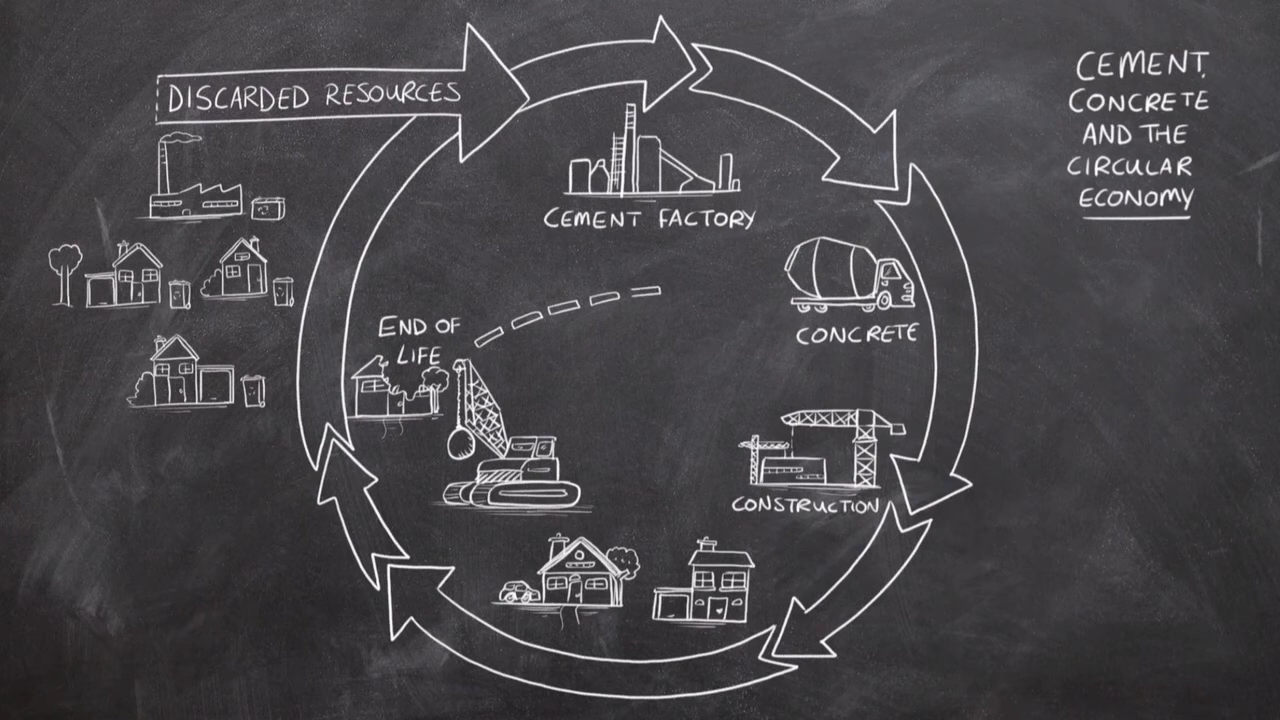 DISCARDED RESOURCES
CEMENT,
CONCRETE
AND THE
CIRCULAR
ECONOMY
CEMENT FACTORY
CONCRETE
END OF
LIFE
CONSTRUCTION